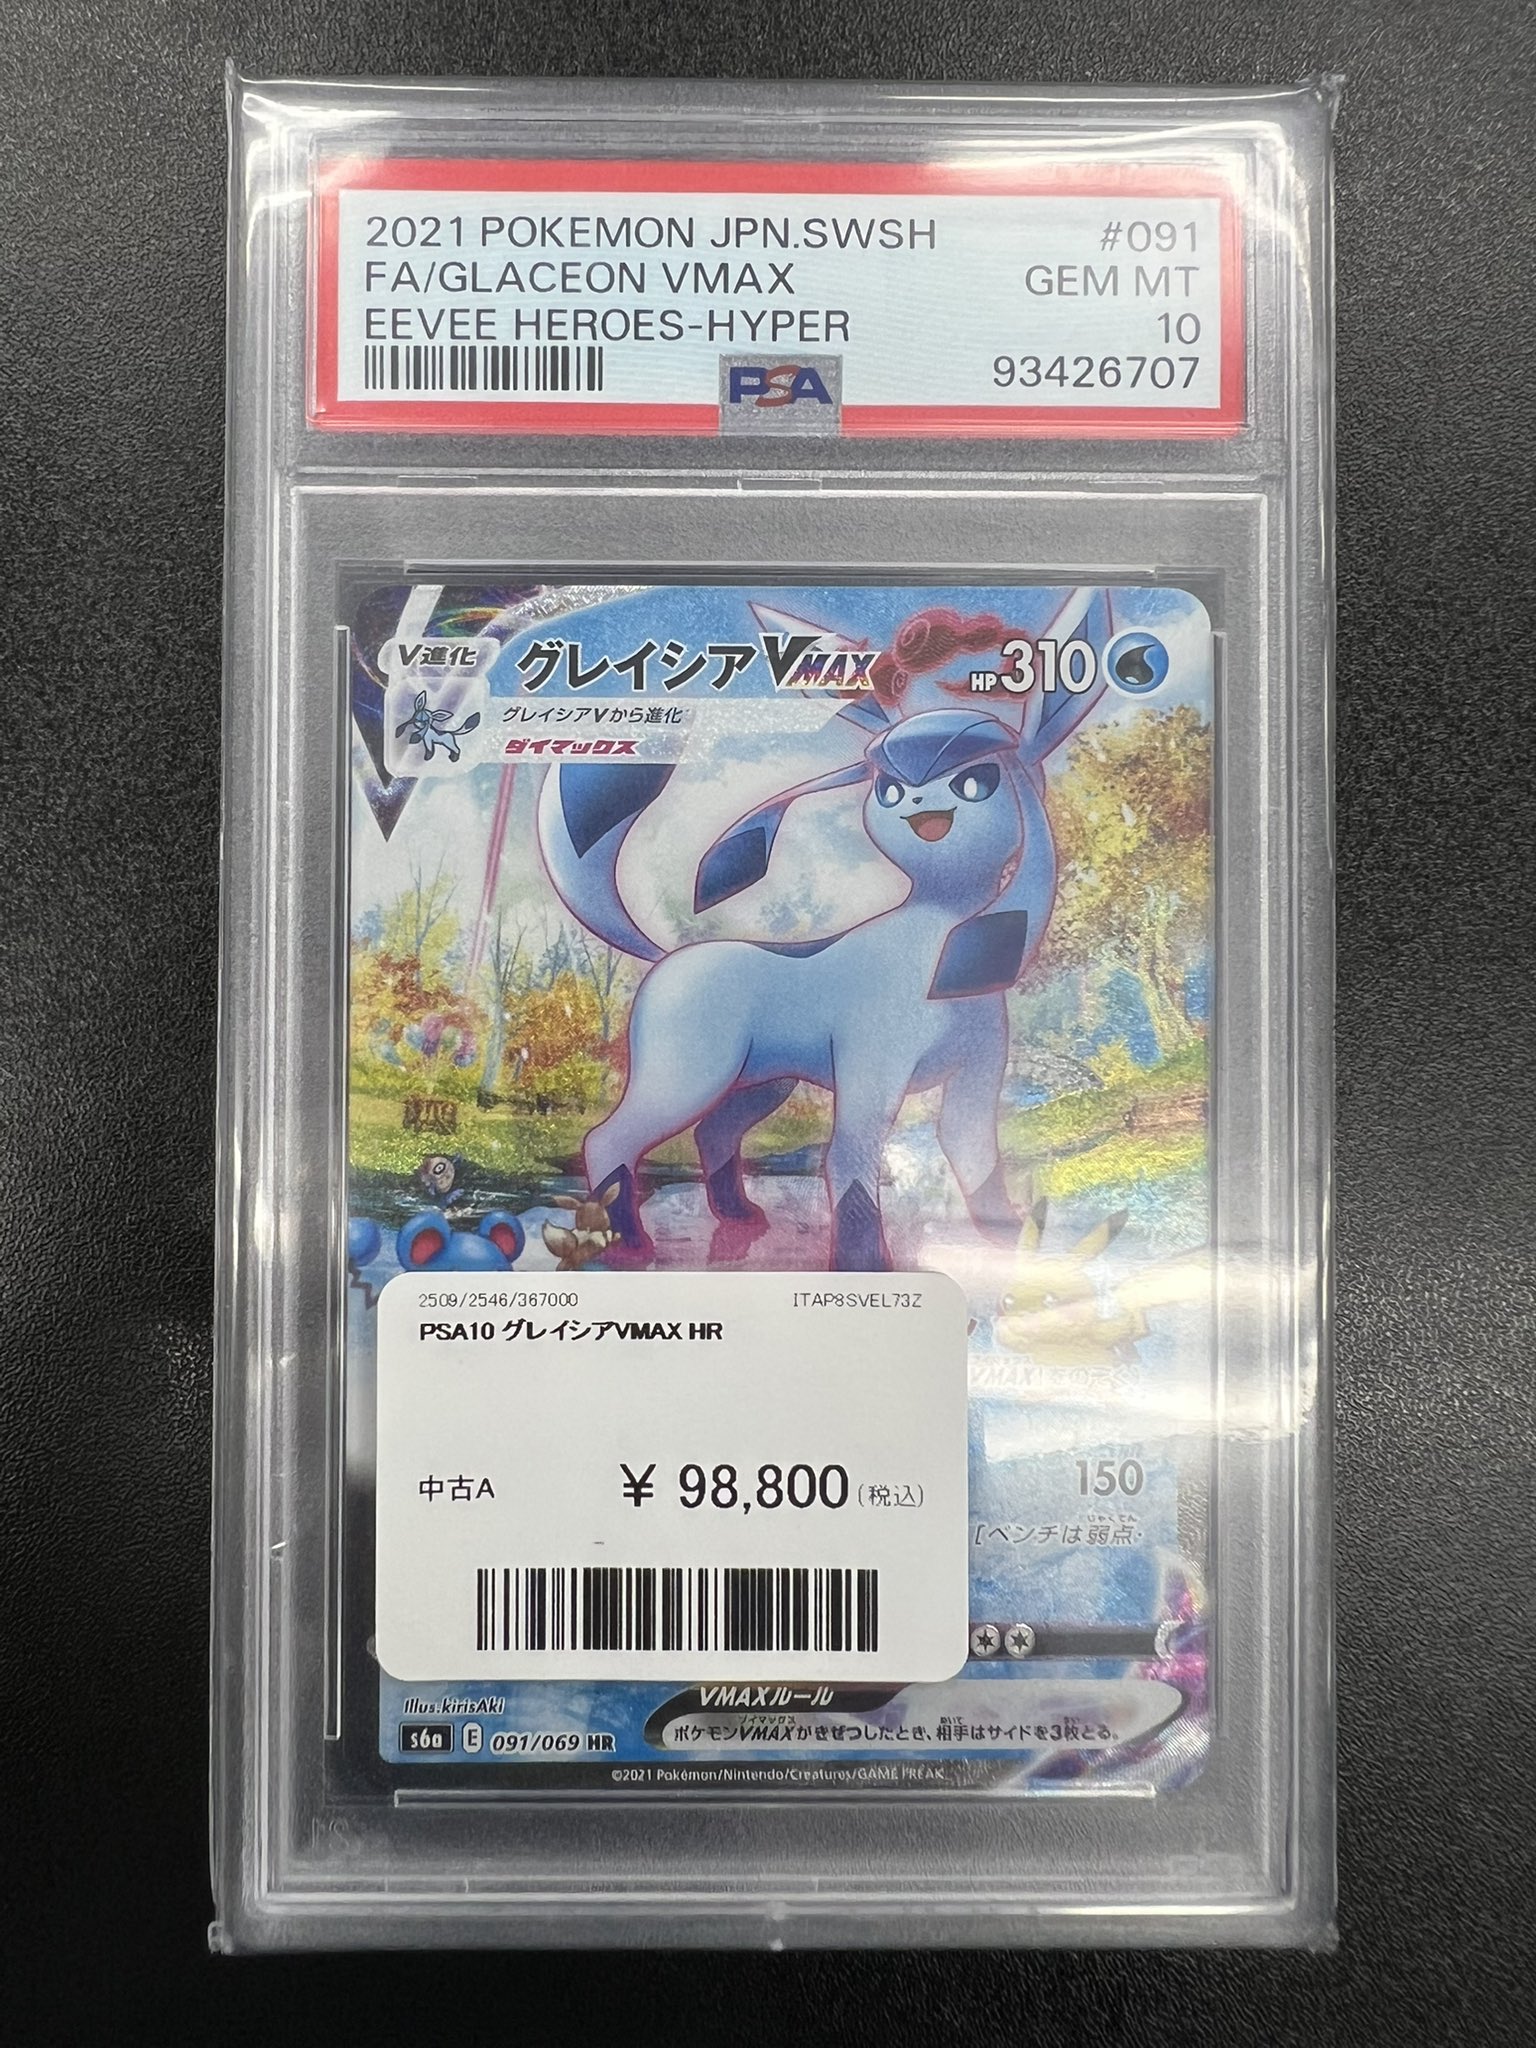 2021 POKEMON JPN.SWSH #091
FA/GLACEON VMAX GEM MT
EEVEE HEROES-HYPER 10
PSA 93426707
V進化 グレイシアVMAX HP310
グレイシアVから進化
ダイマックス
2509/2546/367000 ITAP8SVEL73Z
PSA10 グレイシアVMAX HR
VMAX
150
中古A ¥ 98,800(税込)
[ベンチは弱点・
Illus.kirisAki VMAXルール
ポケモンVMAXがきぜつしたとき、相手はサイドを3枚とる。
s6a E 091/069 HR
©2021 Pokémon/Nintendo/Creatures/GAME FREAK